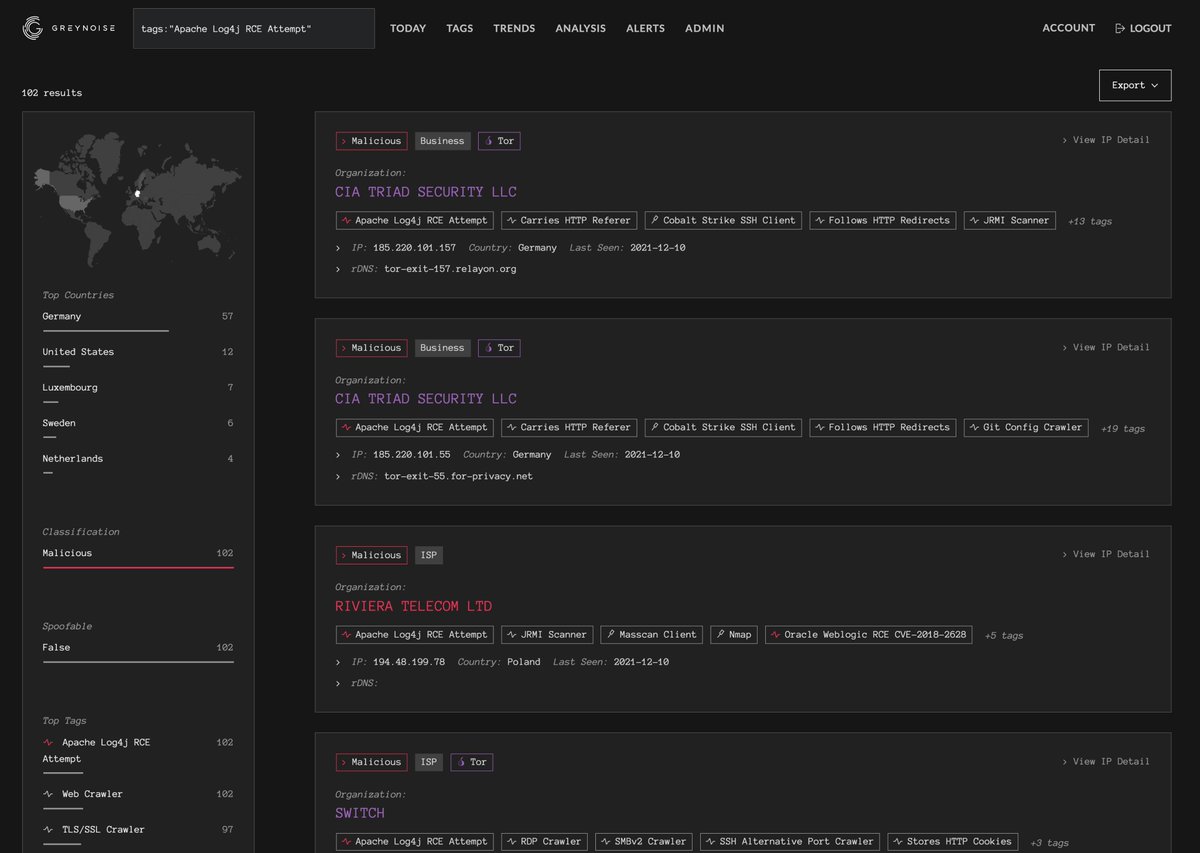 GREYNOISE
tags:"Apache Log4j RCE Attempt"
TODAY TAGS TRENDS ANALYSIS ALERTS ADMIN
ACCOUNT LOGOUT
102 results
Export
Top Countries
Germany 57
United States 12
Luxembourg 7
Sweden 6
Netherlands 4
Classification
Malicious 102
Spoofable
False 102
Top Tags
Apache Log4j RCE Attempt 102
Web Crawler 102
TLS/SSL Crawler 97
Malicious Business Tor View IP Detail
Organization:
CIA TRIAD SECURITY LLC
Apache Log4j RCE Attempt Carries HTTP Referer Cobalt Strike SSH Client Follows HTTP Redirects JRMI Scanner +13 tags
IP: 185.220.101.157 Country: Germany Last Seen: 2021-12-10
rDNS: tor-exit-157.relayon.org
Malicious Business Tor View IP Detail
Organization:
CIA TRIAD SECURITY LLC
Apache Log4j RCE Attempt Carries HTTP Referer Cobalt Strike SSH Client Follows HTTP Redirects Git Config Crawler +19 tags
IP: 185.220.101.55 Country: Germany Last Seen: 2021-12-10
rDNS: tor-exit-55.for-privacy.net
Malicious ISP View IP Detail
Organization:
RIVIERA TELECOM LTD
Apache Log4j RCE Attempt JRMI Scanner Masscan Client Nmap Oracle Weblogic RCE CVE-2018-2628 +5 tags
IP: 194.48.199.78 Country: Poland Last Seen: 2021-12-10
rDNS:
Malicious ISP Tor View IP Detail
Organization:
SWITCH
Apache Log4j RCE Attempt RDP Crawler SMBv2 Crawler SSH Alternative Port Crawler Stores HTTP Cookies +3 tags